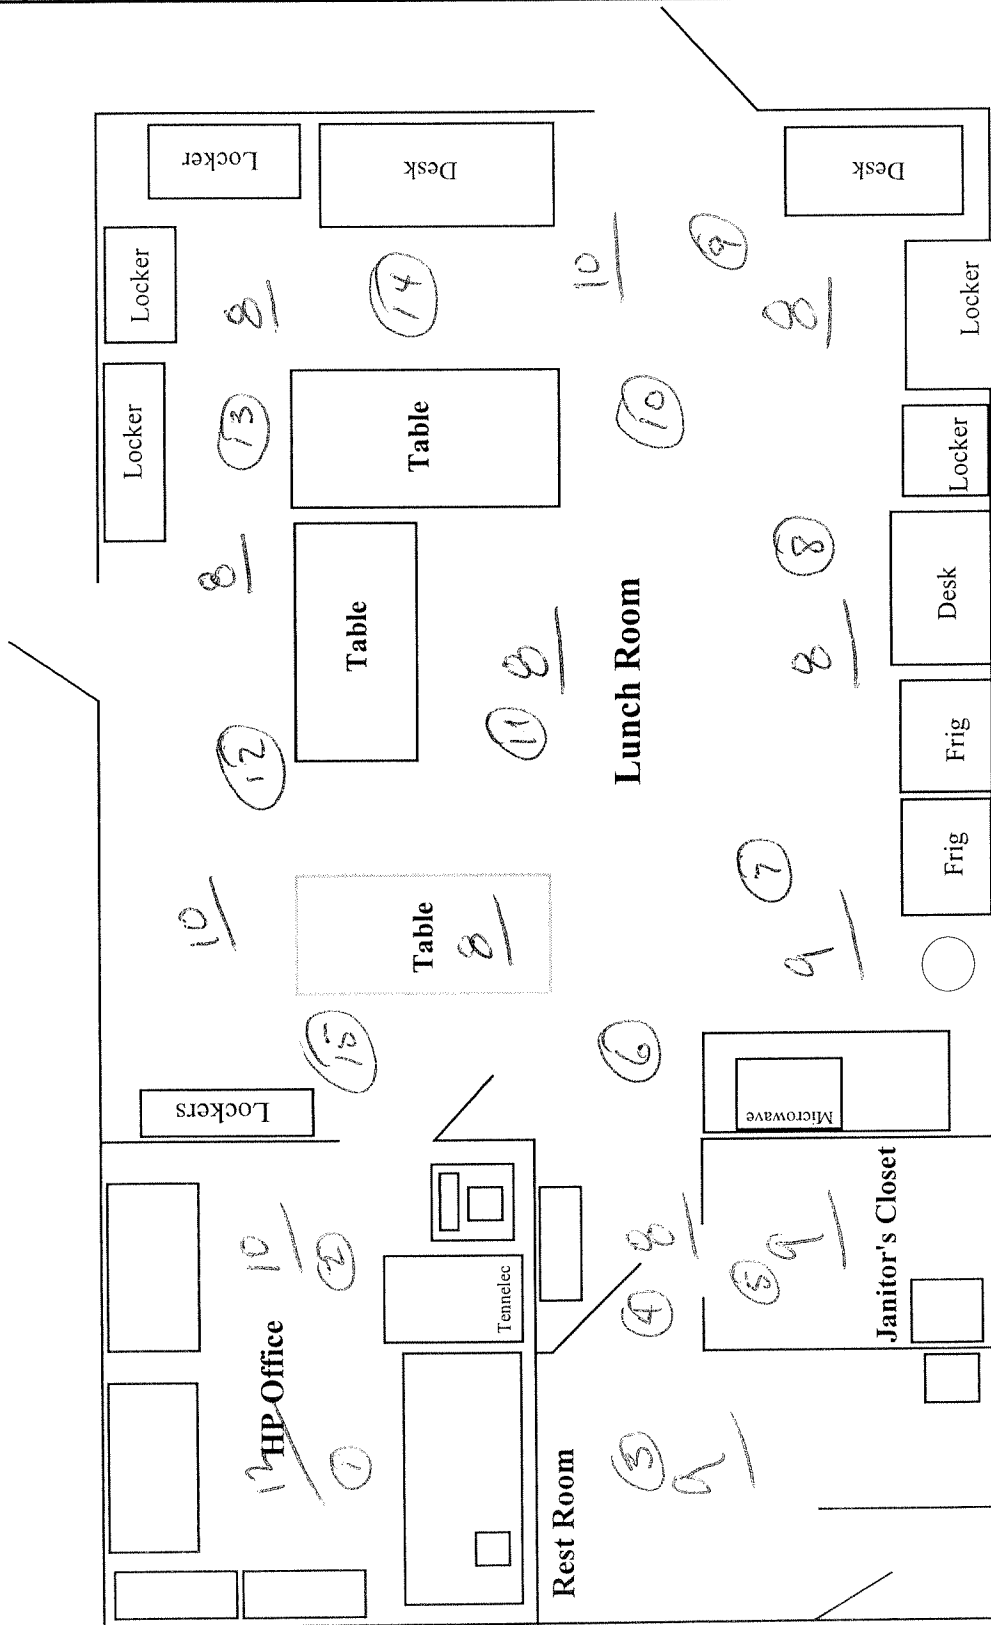 Locker
Desk
Desk
Locker
8
14
10
9
8
Locker
Locker
13
Table
10
Locker
8
Table
11
8
Lunch Room
8
8
Desk
12
Frig
10
Table
8
7
9
Frig
15
6
Lockers
Microwave
10
2
Tennelec
4
8
5
9
Janitor's Closet
HP Office
1
Rest Room
3
9